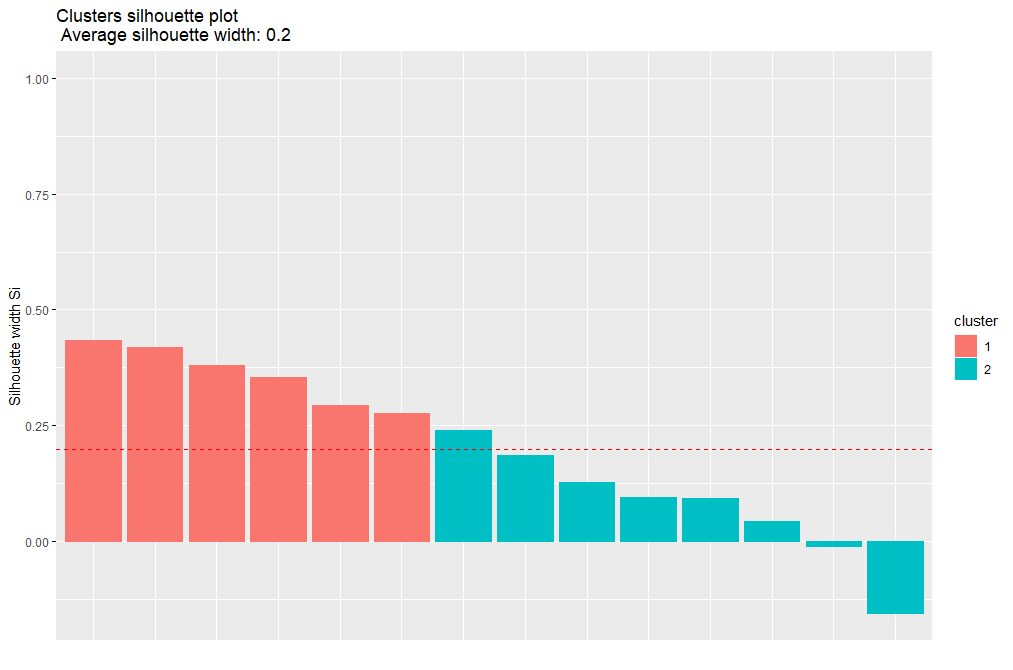 Clusters silhouette plot
Average silhouette width: 0.2
Silhouette width Si
1.00
0.75
0.50
0.25
0.00
cluster
1
2